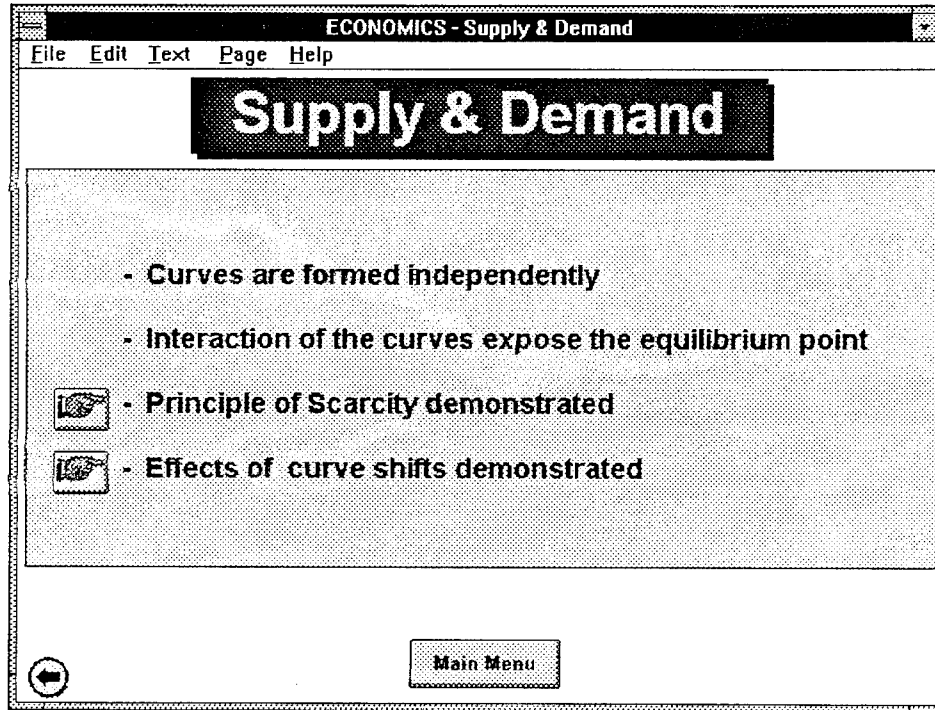 ECONOMICS - Supply & Demand
File Edit Text Page Help
Supply & Demand
- Curves are formed independently
- Interaction of the curves expose the equilibrium point
- Principle of Scarcity demonstrated
- Effects of curve shifts demonstrated
Main Menu